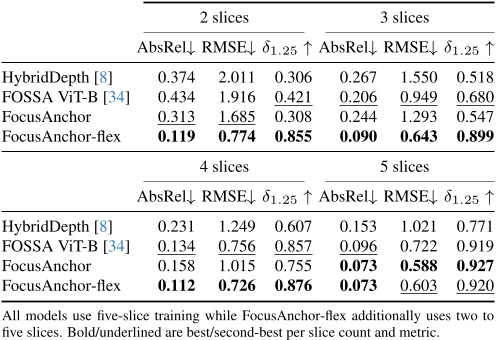 2 slices 3 slices
AbsRel↓ RMSE↓ δ1.25 ↑ AbsRel↓ RMSE↓ δ1.25 ↑
HybridDepth [8] 0.374 2.011 0.306 0.267 1.550 0.518
FOSSA ViT-B [34] 0.434 1.916 0.421 0.206 0.949 0.680
FocusAnchor 0.313 1.685 0.308 0.244 1.293 0.547
FocusAnchor-flex 0.119 0.774 0.855 0.090 0.643 0.899
4 slices 5 slices
AbsRel↓ RMSE↓ δ1.25 ↑ AbsRel↓ RMSE↓ δ1.25 ↑
HybridDepth [8] 0.231 1.249 0.607 0.153 1.021 0.771
FOSSA ViT-B [34] 0.134 0.756 0.857 0.096 0.722 0.919
FocusAnchor 0.158 1.015 0.755 0.073 0.588 0.927
FocusAnchor-flex 0.112 0.726 0.876 0.073 0.603 0.920
All models use five-slice training while FocusAnchor-flex additionally uses two to
five slices. Bold/underlined are best/second-best per slice count and metric.